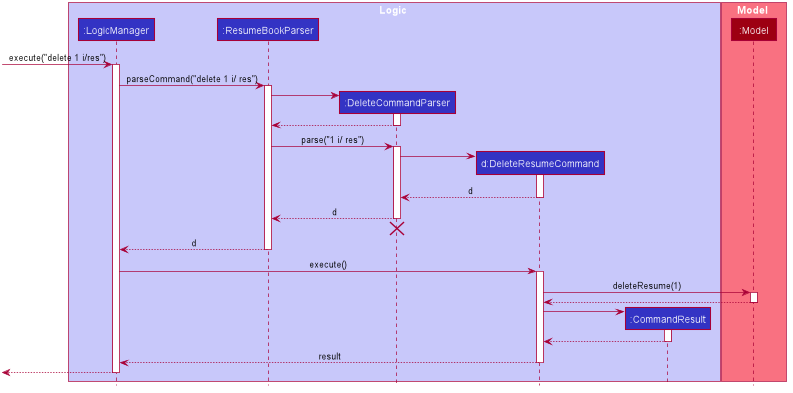 Logic
Model
:LogicManager
:ResumeBookParser
:Model
execute("delete 1 i/res")
parseCommand("delete 1 i/ res")
:DeleteCommandParser
parse("1 i/ res")
d:DeleteResumeCommand
d
d
d
execute()
deleteResume(1)
:CommandResult
result